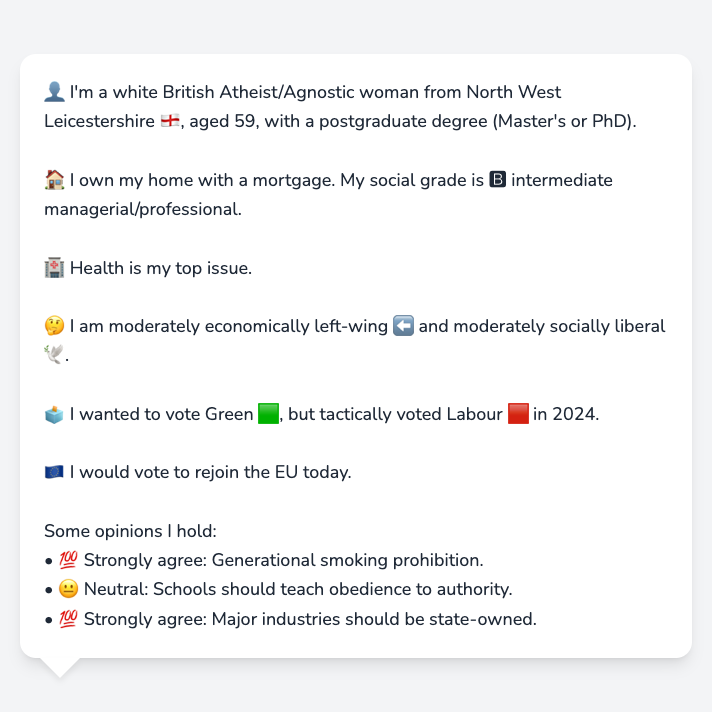 👤 I'm a white British Atheist/Agnostic woman from North West
Leicestershire 🏴󠁧󠁢󠁥󠁮󠁧󠁿, aged 59, with a postgraduate degree (Master's or PhD).
🏠 I own my home with a mortgage. My social grade is 🅱 intermediate
managerial/professional.
🏥 Health is my top issue.
🤔 I am moderately economically left-wing ⬅️ and moderately socially liberal
🕊️.
🗳️ I wanted to vote Green 🟩, but tactically voted Labour 🟥 in 2024.
🇪🇺 I would vote to rejoin the EU today.
Some opinions I hold:
• 💯 Strongly agree: Generational smoking prohibition.
• 😐 Neutral: Schools should teach obedience to authority.
• 💯 Strongly agree: Major industries should be state-owned.